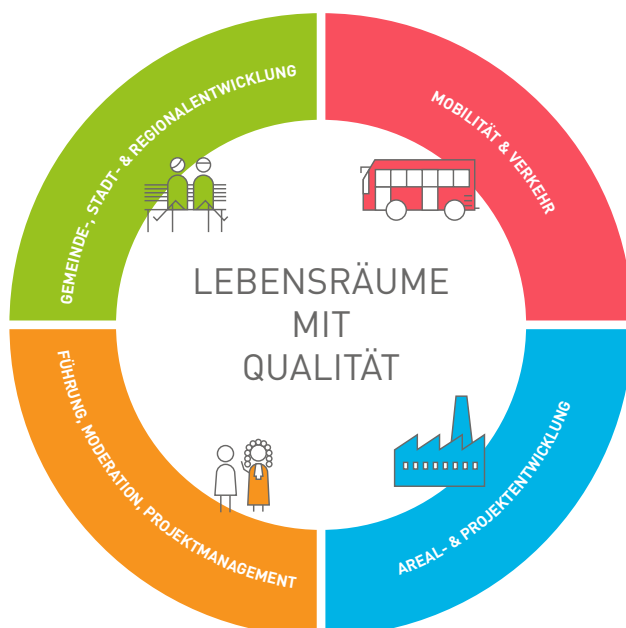 GEMEINDE-, STADT- & REGIONALENTWICKLUNG
MOBILITÄT & VERKEHR
LEBENSRÄUME
MIT
QUALITÄT
FÜHRUNG, MODERATION, PROJEKTMANAGEMENT
AREAL- & PROJEKTENTWICKLUNG